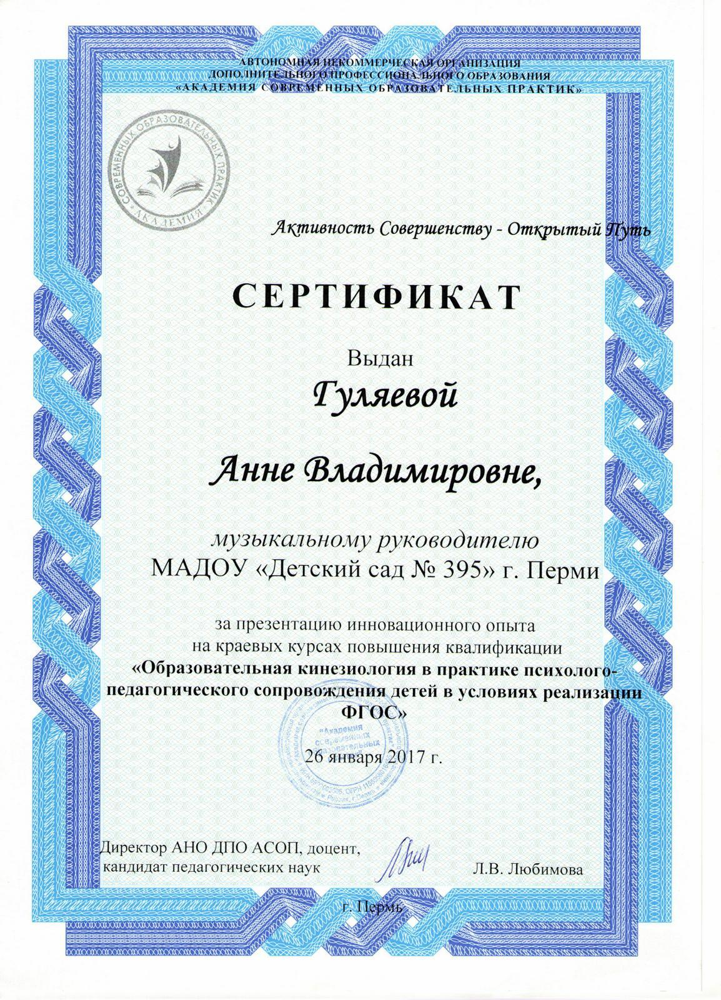 АВТОНОМНАЯ НЕКОММЕРЧЕСКАЯ ОРГАНИЗАЦИЯ
ДОПОЛНИТЕЛЬНОГО ПРОФЕССИОНАЛЬНОГО ОБРАЗОВАНИЯ
«АКАДЕМИЯ СОВРЕМЕННЫХ ОБРАЗОВАТЕЛЬНЫХ ПРАКТИК»
СОВРЕМЕННЫХ ОБРАЗОВАТЕЛЬНЫХ ПРАКТИК
АКАДЕМИЯ
Активность Совершенству - Открытый Путь
СЕРТИФИКАТ
Выдан
Гуляевой
Анне Владимировне,
музыкальному руководителю
МАДОУ «Детский сад № 395» г. Перми
за презентацию инновационного опыта
на краевых курсах повышения квалификации
«Образовательная кинезиология в практике психолого-
педагогического сопровождения детей в условиях реализации
ФГОС»
"Академия
современных
образовательных
26 января 2017 г.
Россия, г.Пермь
Директор АНО ДПО АСОП, доцент,
кандидат педагогических наук
Л.В. Любимова
г. Пермь